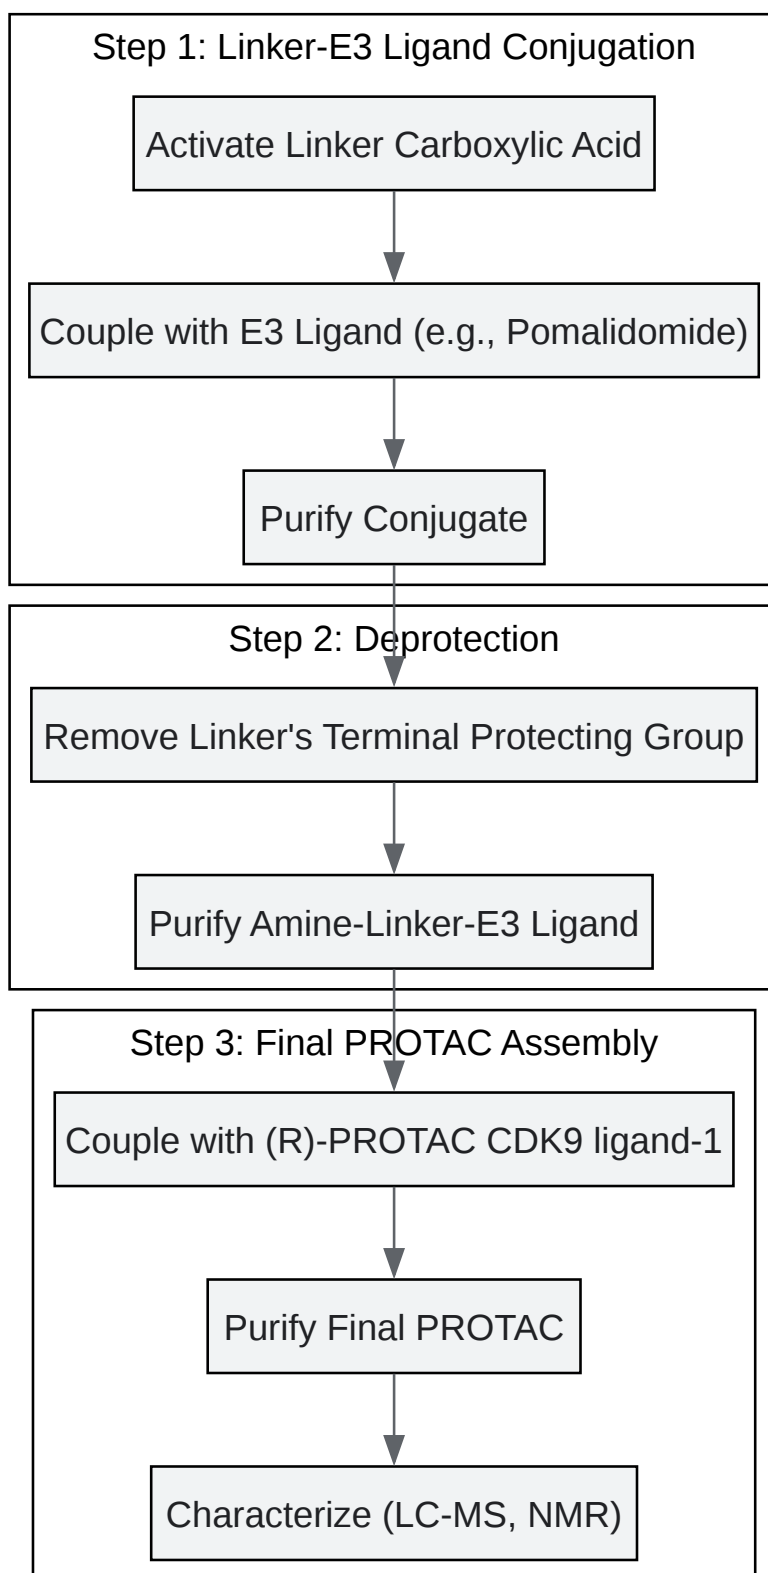 Step 1: Linker-E3 Ligand Conjugation
Activate Linker Carboxylic Acid
Couple with E3 Ligand (e.g., Pomalidomide)
Purify Conjugate
Step 2: Deprotection
Remove Linker's Terminal Protecting Group
Purify Amine-Linker-E3 Ligand
Step 3: Final PROTAC Assembly
Couple with (R)-PROTAC CDK9 ligand-1
Purify Final PROTAC
Characterize (LC-MS, NMR)